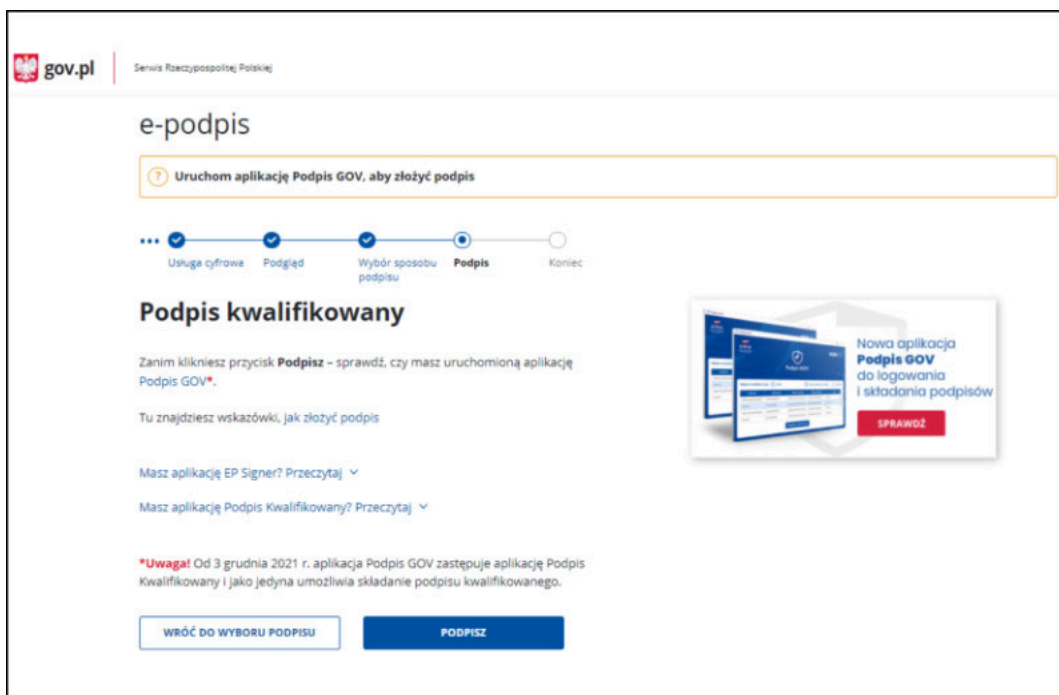 gov.pl
Serwis Rzeczypospolitej Polskiej
e-podpis
Uruchom aplikację Podpis GOV, aby złożyć podpis
Usługa cyfrowa
Podgląd
Wybór sposobu
podpisu
Podpis
Koniec
Podpis kwalifikowany
Zanim klikniesz przycisk Podpisz – sprawdź, czy masz uruchomioną aplikację
Podpis GOV*.
Tu znajdziesz wskazówki, jak złożyć podpis
Masz aplikację EP Signer? Przeczytaj
Masz aplikację Podpis Kwalifikowany? Przeczytaj
*Uwaga! Od 3 grudnia 2021 r. aplikacja Podpis GOV zastępuje aplikację Podpis
Kwalifikowany i jako jedyna umożliwia składanie podpisu kwalifikowanego.
WRÓĆ DO WYBORU PODPISU
PODPISZ
Nowa aplikacja
Podpis GOV
do logowania
i składania podpisów
SPRAWDŹ